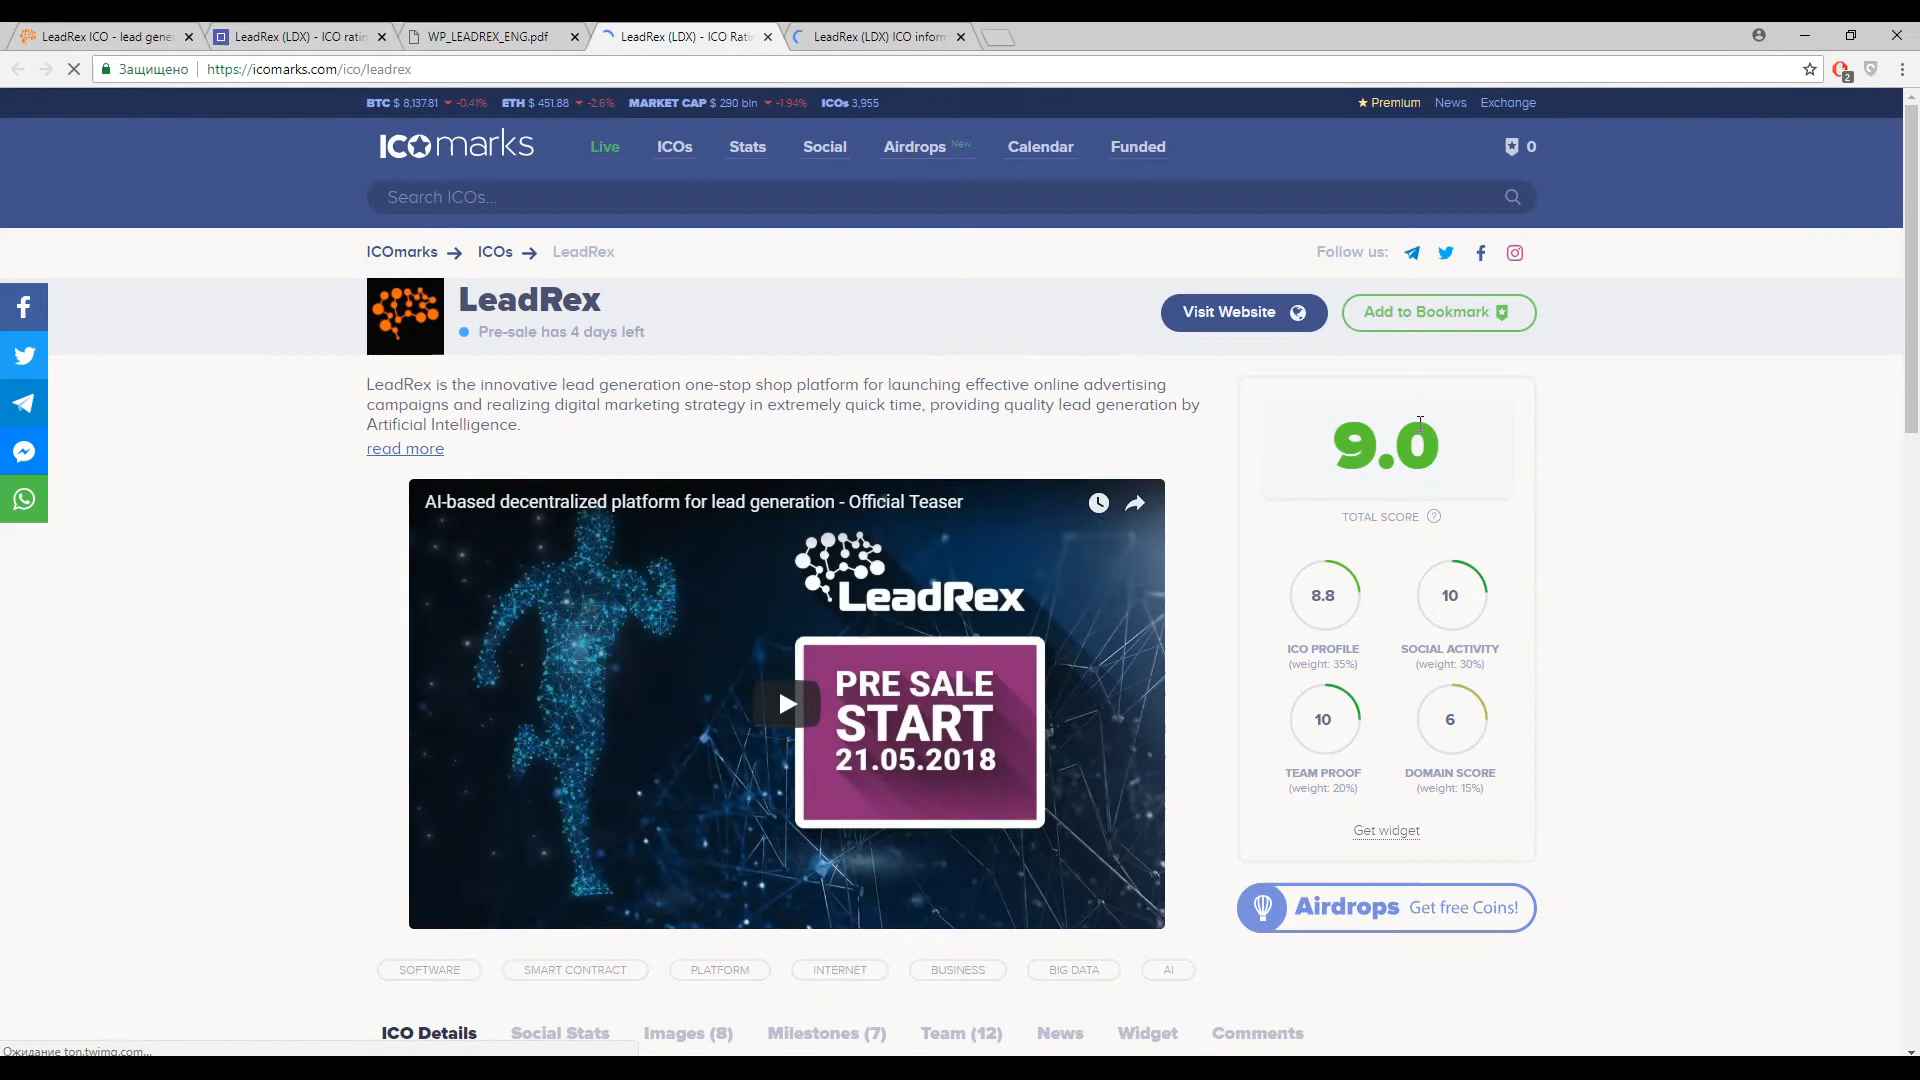 LeadRex ICO - lead gene
LeadRex (LDX) - ICO ratin
WP_LEADREX_ENG.pdf
LeadRex (LDX) - ICO Ratin
LeadRex (LDX) ICO inform
Защищено https://icomarks.com/ico/leadrex
2
BTC $ 8,137.81 -0.41% ETH $ 451.88 -2.6% MARKET CAP $ 290 bln -1.94% ICOs 3,955
Premium News Exchange
ICOmarks
Live ICOs Stats Social Airdrops New Calendar Funded
0
Search ICOs...
ICOmarks ICOs LeadRex
Follow us:
LeadRex
Pre-sale has 4 days left
Visit Website
Add to Bookmark
LeadRex is the innovative lead generation one-stop shop platform for launching effective online advertising
campaigns and realizing digital marketing strategy in extremely quick time, providing quality lead generation by
Artificial Intelligence.
read more
AI-based decentralized platform for lead generation - Official Teaser
LeadRex
PRE SALE
START
21.05.2018
9.0
TOTAL SCORE ?
8.8
ICO PROFILE
(weight: 35%)
10
SOCIAL ACTIVITY
(weight: 30%)
10
TEAM PROOF
(weight: 20%)
6
DOMAIN SCORE
(weight: 15%)
Get widget
Airdrops Get free Coins!
SOFTWARE SMART CONTRACT PLATFORM INTERNET BUSINESS BIG DATA AI
ICO Details Social Stats Images (8) Milestones (7) Team (12) News Widget Comments
Ожидание ton.twimg.com...